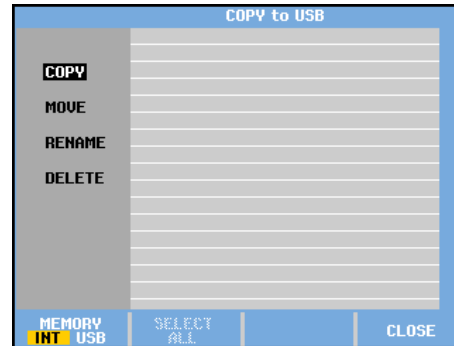 COPY to USB
COPY
MOVE
RENAME
DELETE
MEMORY
INT USB
SELECT
ALL
CLOSE